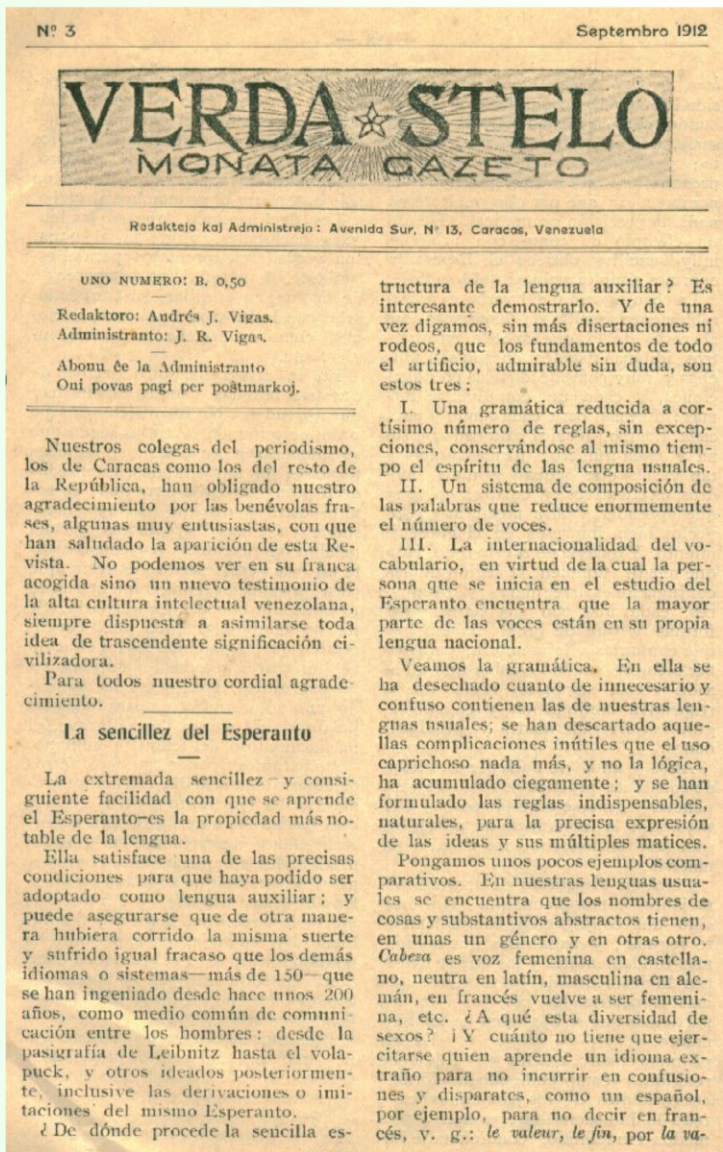 Nº 3
Septembro 1912
VERDA STELO
MONATA GAZETO
Redaktejo kaj Administrejo: Avenida Sur, Nº 13, Caracas, Venezuela
UNO NUMERO: B. 0,50
Redaktoro: Andrés J. Vigas.
Administranto: J. R. Vigas.
Abonu ĉe la Administranto
Oni povas pagi per poŝtmarkoj.
Nuestros colegas del periodismo,
los de Caracas como los del resto de
la República, han obligado nuestro
agradecimiento por las benévolas fra-
ses, algunas muy entusiastas, con que
han saludado la aparición de esta Re-
vista. No podemos ver en su franca
acogida sino un nuevo testimonio de
la alta cultura intelectual venezolana,
siempre dispuesta a asimilarse toda
idea de trascendente significación ci-
vilizadora.
Para todos nuestro cordial agrade-
cimiento.
La sencillez del Esperanto
La extremada sencillez y consi-
guiente facilidad con que se aprende
el Esperanto es la propiedad más no-
table de la lengua.
Ella satisface una de las precisas
condiciones para que haya podido ser
adoptado como lengua auxiliar; y
puede asegurarse que de otra mane-
ra hubiera corrido la misma suerte
y sufrido igual fracaso que los demás
idiomas o sistemas—más de 150—que
se han ingeniado desde hace unos 200
años, como medio común de comuni-
cación entre los hombres: desde la
pasigrafía de Leibnitz hasta el vola-
puck, y otros ideados posteriormen-
te, inclusive las derivaciones o imi-
taciones del mismo Esperanto.
¿De dónde procede la sencilla es-
tructura de la lengua auxiliar? Es
interesante demostrarlo. Y de una
vez digamos, sin más disertaciones ni
rodeos, que los fundamentos de todo
el artificio, admirable sin duda, son
estos tres:
I. Una gramática reducida a cor-
tísimo número de reglas, sin excep-
ciones, conservándose al mismo tiem-
po el espíritu de las lengua usuales.
II. Un sistema de composición de
las palabras que reduce enormemente
el número de voces.
III. La internacionalidad del vo-
cabulario, en virtud de la cual la per-
sona que se inicia en el estudio del
Esperanto encuentra que la mayor
parte de las voces están en su propia
lengua nacional.
Veamos la gramática. En ella se
ha desechado cuanto de innecesario y
confuso contienen las de nuestras len-
guas usuales; se han descartado aque-
llas complicaciones inútiles que el uso
caprichoso nada más, y no la lógica,
ha acumulado ciegamente; y se han
formulado las reglas indispensables,
naturales, para la precisa expresión
de las ideas y sus múltiples matices.
Pongamos unos pocos ejemplos com-
parativos. En nuestras lenguas usua-
les se encuentra que los nombres de
cosas y substantivos abstractos tienen,
en unas un género y en otras otro.
Cabeza es voz femenina en castella-
no, neutra en latín, masculina en ale-
mán, en francés vuelve a ser femeni-
na, etc. ¿A qué esta diversidad de
sexos? ¡Y cuánto no tiene que ejer-
citarse quien aprende un idioma ex-
traño para no incurrir en confusio-
nes y disparates, como un español,
por ejemplo, para no decir en fran-
cés, v. g.: le valeur, le fin, por la va-